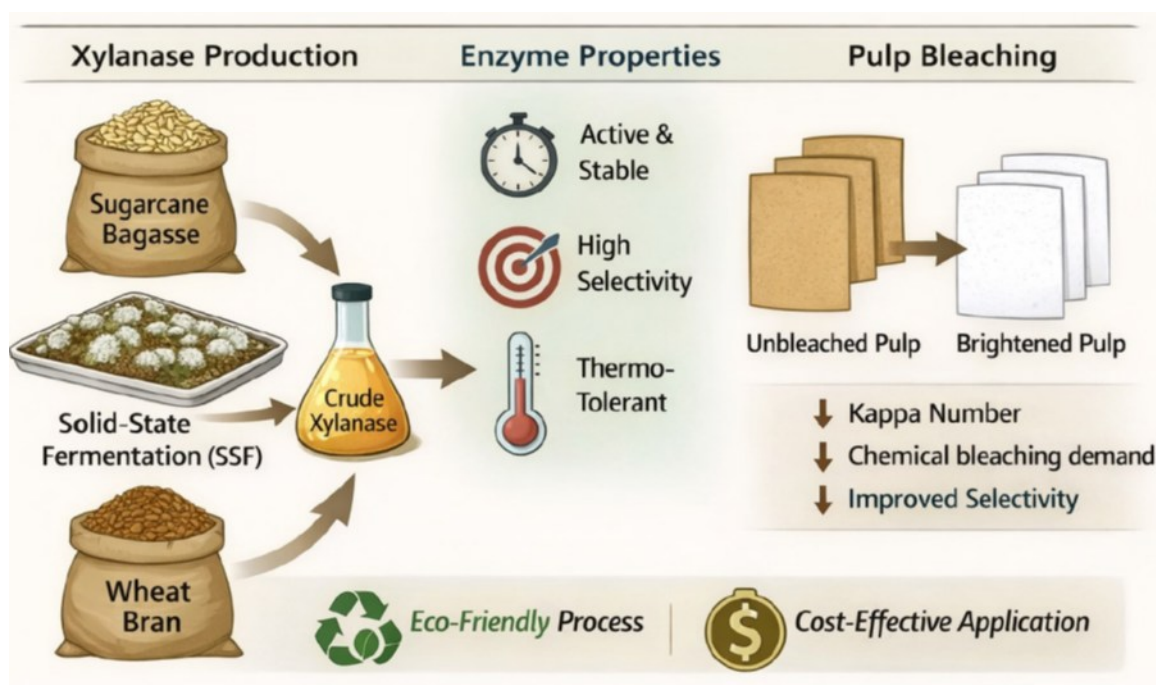 Xylanase Production
Enzyme Properties
Pulp Bleaching
Sugarcane
Bagasse
Solid-State
Fermentation (SSF)
Wheat
Bran
Crude
Xylanase
Active &
Stable
High
Selectivity
Thermo-
Tolerant
Unbleached Pulp
Brightened Pulp
↓ Kappa Number
↓ Chemical bleaching demand
↓ Improved Selectivity
Eco-Friendly Process
$
Cost-Effective Application